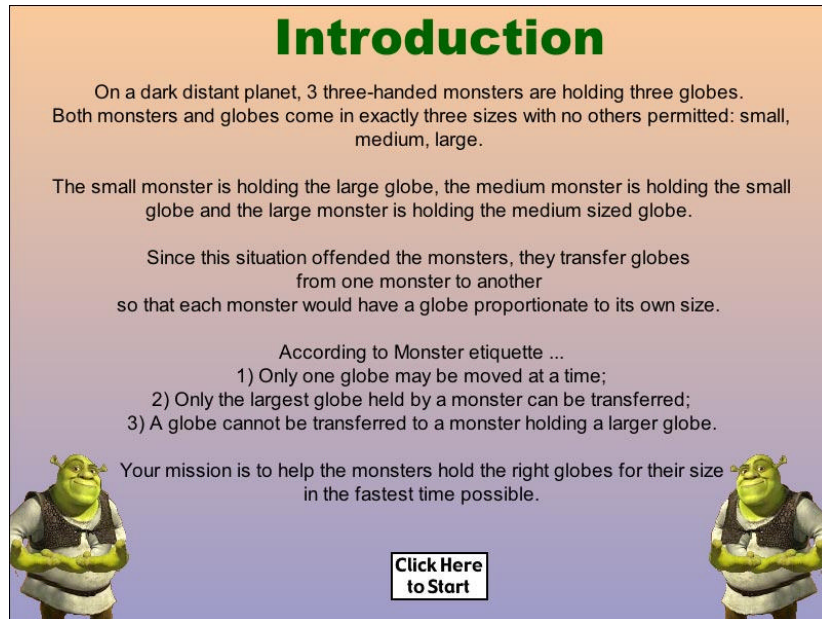 Introduction
On a dark distant planet, 3 three-handed monsters are holding three globes.
Both monsters and globes come in exactly three sizes with no others permitted: small,
medium, large.
The small monster is holding the large globe, the medium monster is holding the small
globe and the large monster is holding the medium sized globe.
Since this situation offended the monsters, they transfer globes
from one monster to another
so that each monster would have a globe proportionate to its own size.
According to Monster etiquette ...
1) Only one globe may be moved at a time;
2) Only the largest globe held by a monster can be transferred;
3) A globe cannot be transferred to a monster holding a larger globe.
Your mission is to help the monsters hold the right globes for their size
in the fastest time possible.
Click Here
to Start